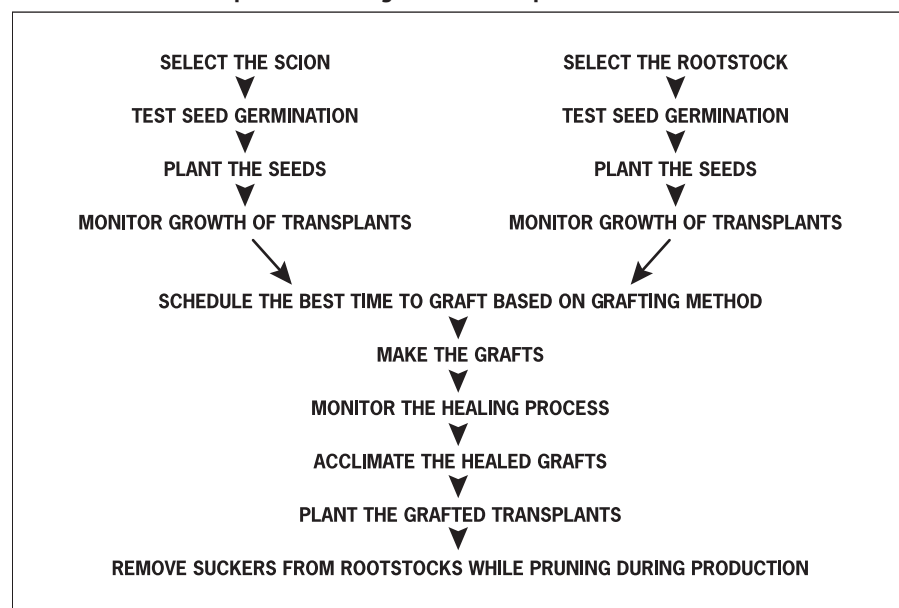 SELECT THE SCION
SELECT THE ROOTSTOCK
TEST SEED GERMINATION
TEST SEED GERMINATION
PLANT THE SEEDS
PLANT THE SEEDS
MONITOR GROWTH OF TRANSPLANTS
MONITOR GROWTH OF TRANSPLANTS
SCHEDULE THE BEST TIME TO GRAFT BASED ON GRAFTING METHOD
MAKE THE GRAFTS
MONITOR THE HEALING PROCESS
ACCLIMATE THE HEALED GRAFTS
PLANT THE GRAFTED TRANSPLANTS
REMOVE SUCKERS FROM ROOTSTOCKS WHILE PRUNING DURING PRODUCTION